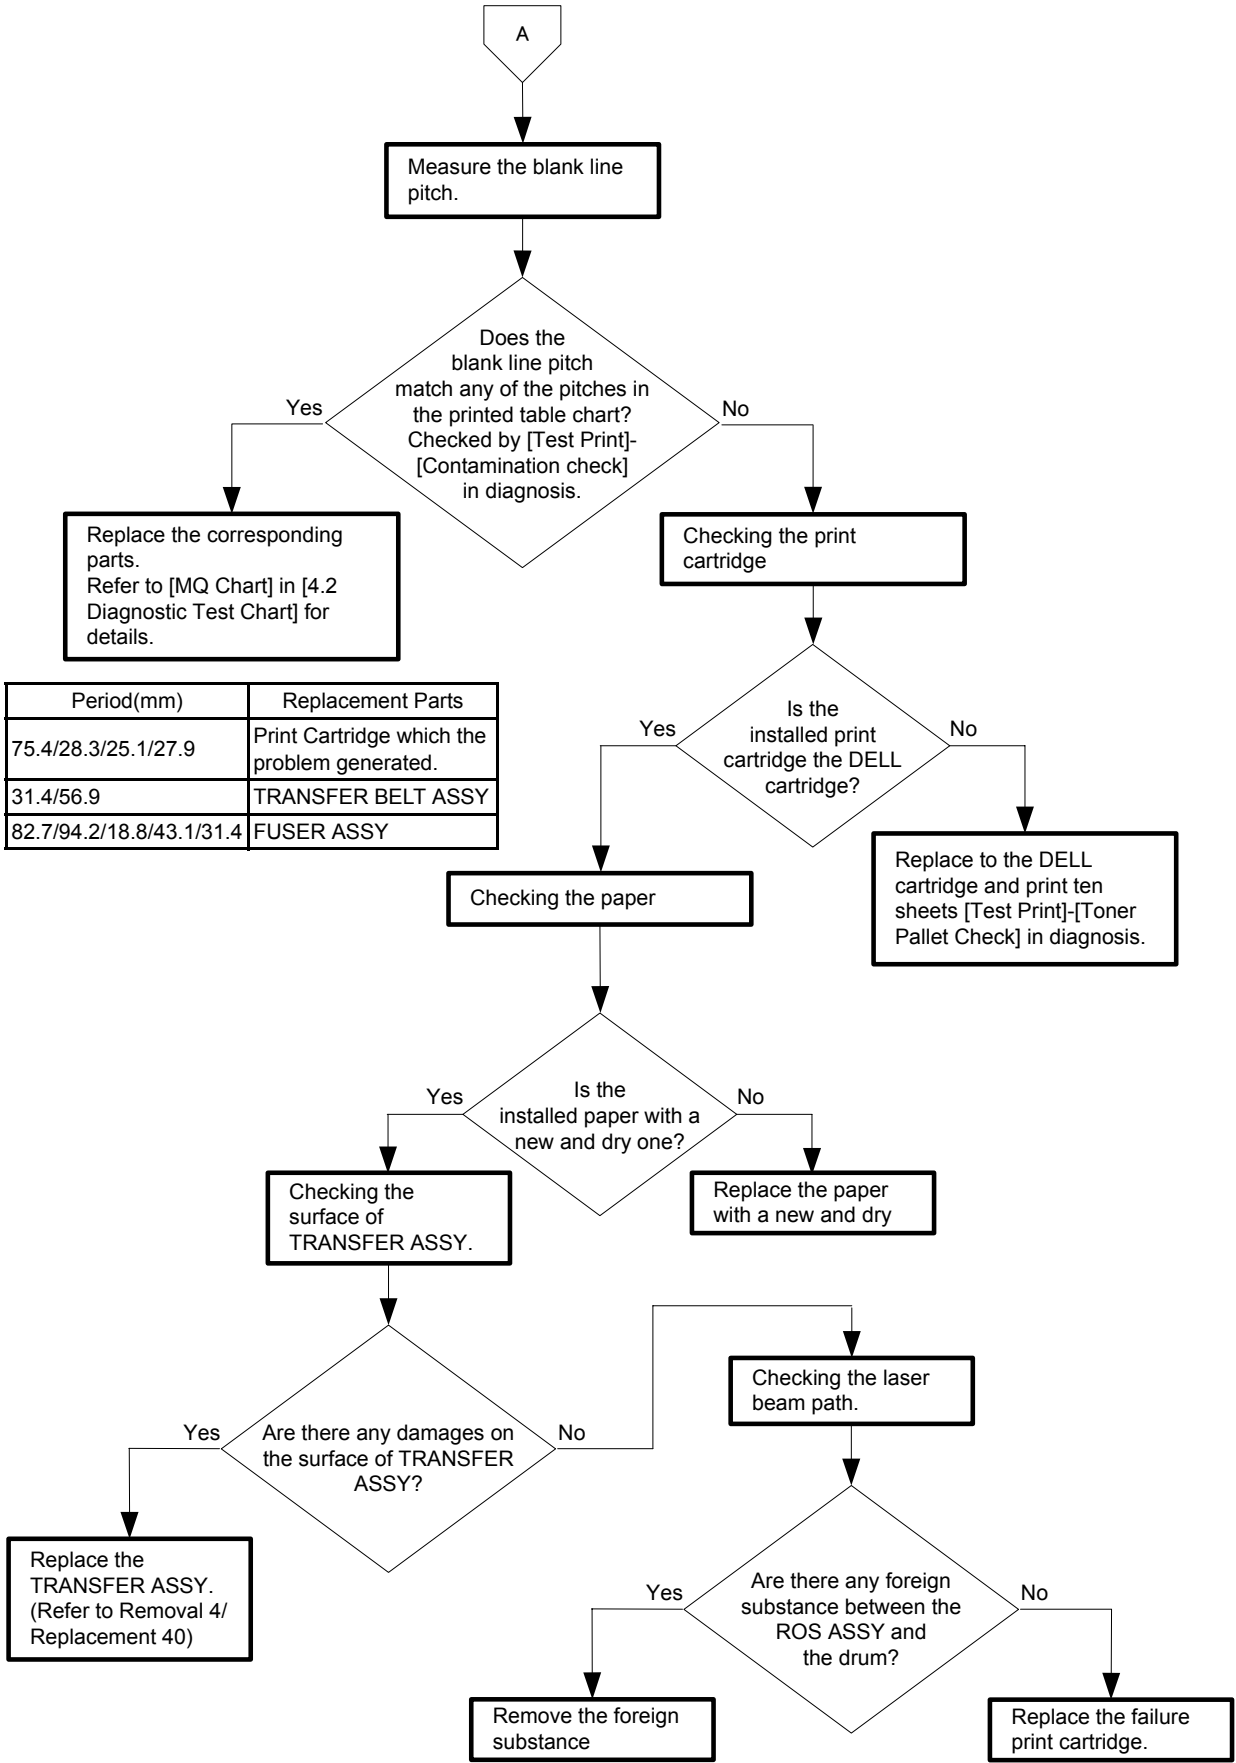 A
Measure the blank line
pitch.
Does the
blank line pitch
match any of the pitches in
the printed table chart?
Checked by [Test Print]-
[Contamination check]
in diagnosis.
Yes
No
Replace the corresponding
parts.
Refer to [MQ Chart] in [4.2
Diagnostic Test Chart] for
details.
Checking the print
cartridge
Period(mm) Replacement Parts
75.4/28.3/25.1/27.9 Print Cartridge which the
problem generated.
31.4/56.9 TRANSFER BELT ASSY
82.7/94.2/18.8/43.1/31.4 FUSER ASSY
Is the
installed print
cartridge the DELL
cartridge?
Yes
No
Replace to the DELL
cartridge and print ten
sheets [Test Print]-[Toner
Pallet Check] in diagnosis.
Checking the paper
Is the
installed paper with a
new and dry one?
Yes
No
Checking the
surface of
TRANSFER ASSY.
Replace the paper
with a new and dry
Are there any damages on
the surface of TRANSFER
ASSY?
Yes
No
Checking the laser
beam path.
Replace the
TRANSFER ASSY.
(Refer to Removal 4/
Replacement 40)
Are there any foreign
substance between the
ROS ASSY and
the drum?
Yes
No
Remove the foreign
substance
Replace the failure
print cartridge.